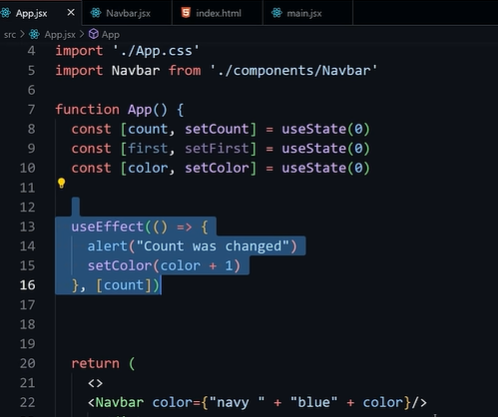 App.jsx Navbar.jsx index.html main.jsx
src > App.jsx > App
4 import './App.css'
5 import Navbar from './components/Navbar'
6
7 function App() {
8 const [count, setCount] = useState(0)
9 const [first, setFirst] = useState(0)
10 const [color, setColor] = useState(0)
11
12
13 useEffect(() => {
14 alert("Count was changed")
15 setColor(color + 1)
16 }, [count])
17
18
19
20 return (
21 <>
22 <Navbar color={"navy " + "blue" + color}/>